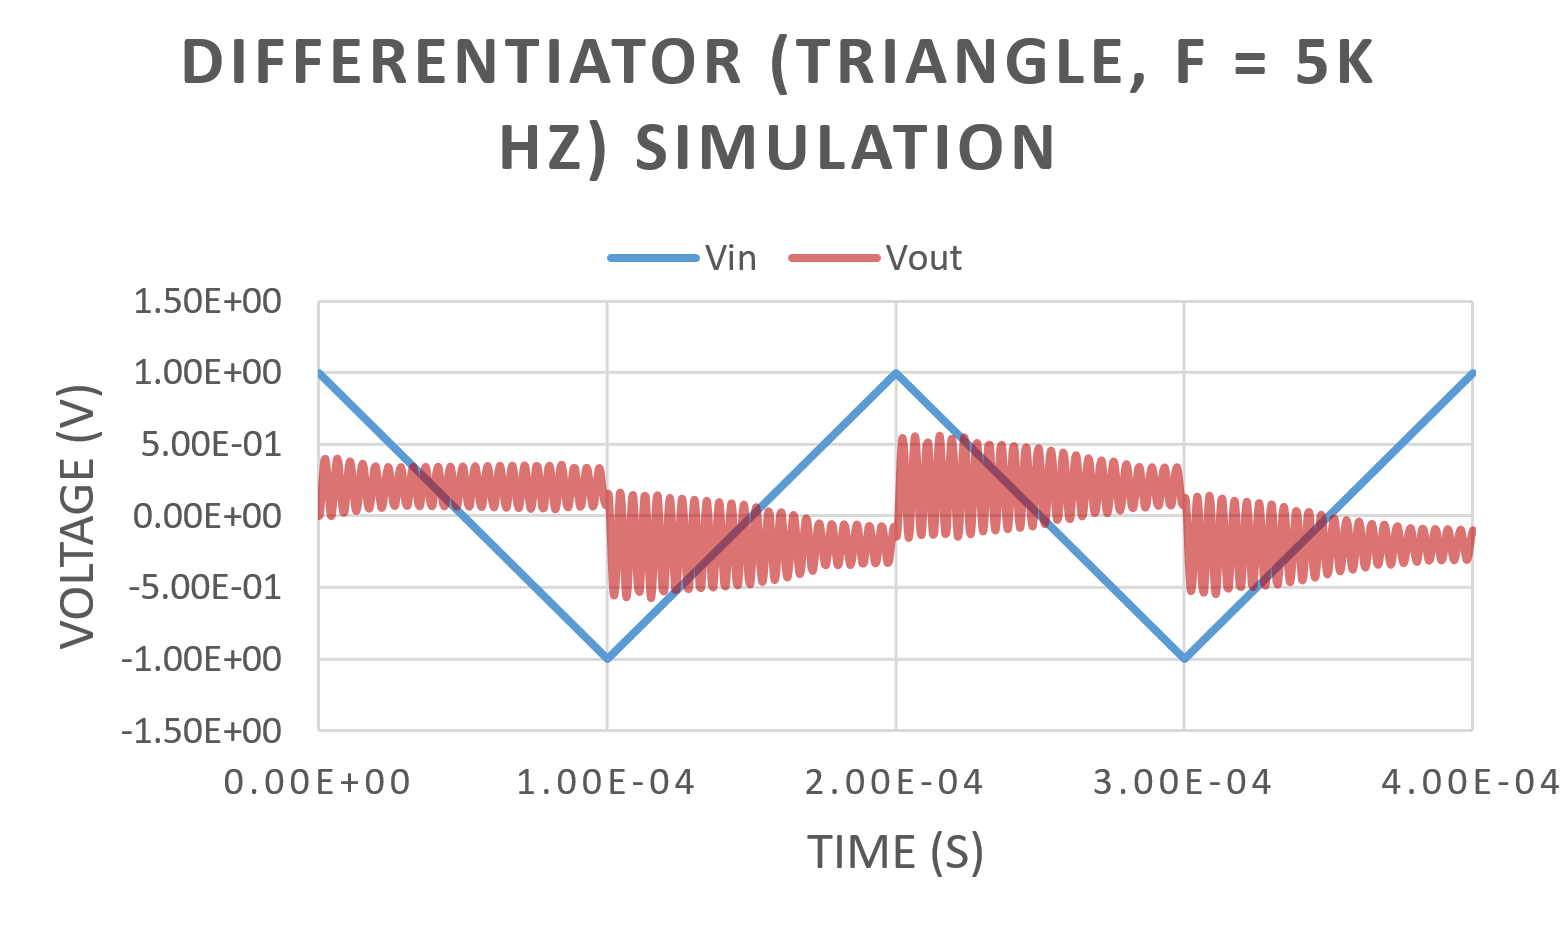 DIFFERENTIATOR (TRIANGLE, F = 5K
HZ) SIMULATION
Vin Vout
1.50E+00
1.00E+00
5.00E-01
0.00E+00
-5.00E-01
-1.00E+00
-1.50E+00
VOLTAGE (V)
0.00E+00 1.00E-04 2.00E-04 3.00E-04 4.00E-04
TIME (S)